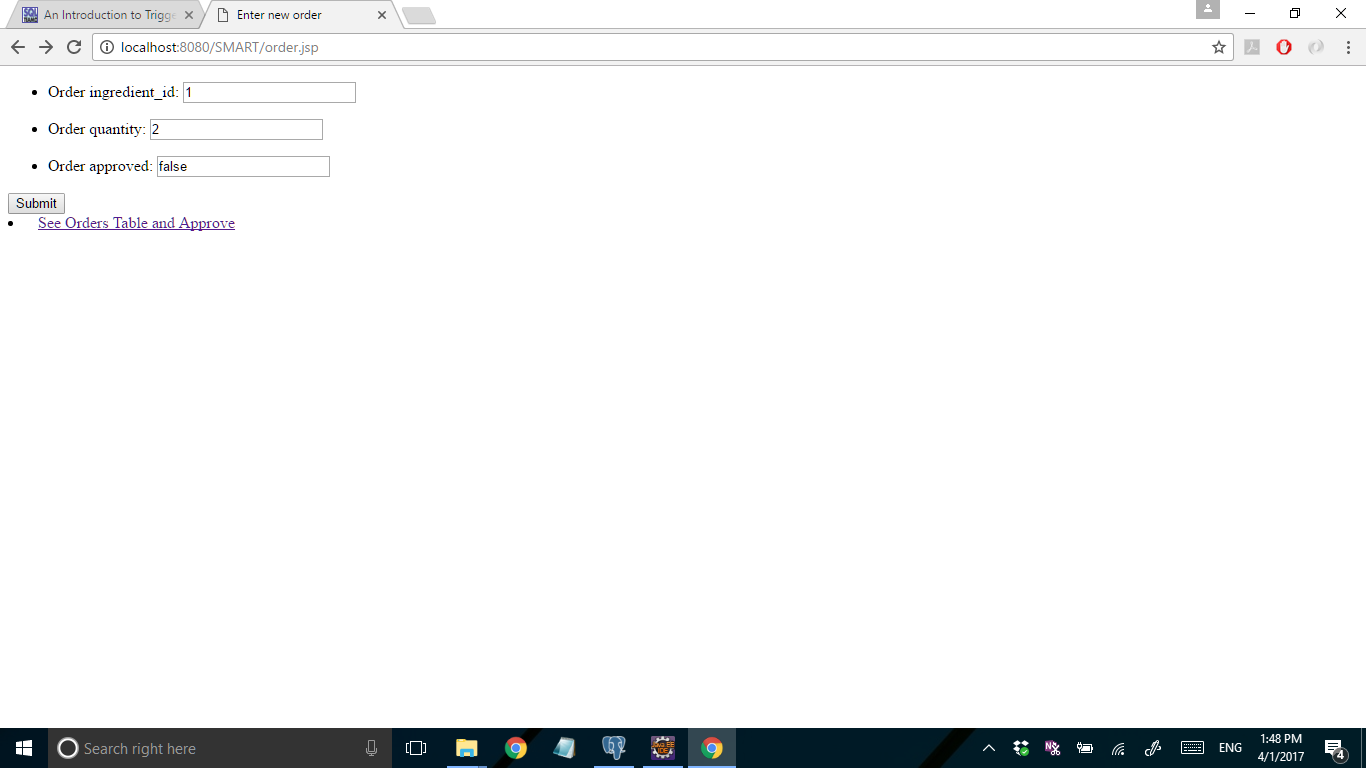 An Introduction to Trigge
Enter new order
localhost:8080/SMART/order.jsp
Order ingredient_id: 1
Order quantity: 2
Order approved: false
Submit
See Orders Table and Approve
Search right here
ENG
1:48 PM
4/1/2017
4